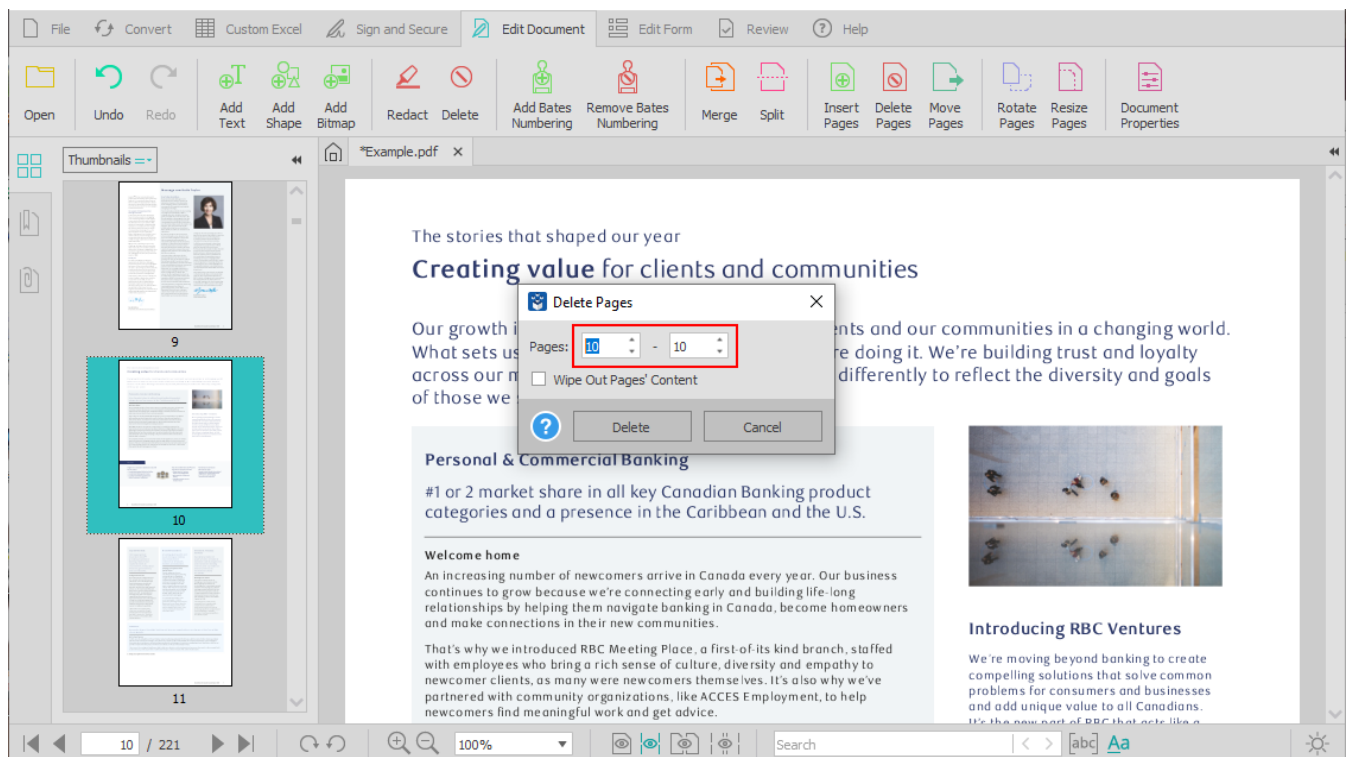 File Convert Custom Excel Sign and Secure Edit Document Edit Form Review Help
Open Undo Redo Add Text Add Shape Add Bitmap Redact Delete Add Bates Numbering Remove Bates Numbering Merge Split Insert Pages Delete Pages Move Pages Rotate Pages Resize Pages Document Properties
Thumbnails
*Example.pdf
9
10
11
The stories that shaped our year
Creating value for clients and communities
Our growth i
ents and our communities in a changing world.
What sets us
re doing it. We're building trust and loyalty
across our m
differently to reflect the diversity and goals
of those we
Delete Pages
Pages: 10 - 10
Wipe Out Pages' Content
? Delete Cancel
Personal & Commercial Banking
#1 or 2 market share in all key Canadian Banking product
categories and a presence in the Caribbean and the U.S.
Welcome home
An increasing number of newcomers arrive in Canada every year. Our business
continues to grow because we're connecting early and building life-long
relationships by helping them navigate banking in Canada, become homeowners
and make connections in their new communities.
That's why we introduced RBC Meeting Place, a first-of-its kind branch, staffed
with employees who bring a rich sense of culture, diversity and empathy to
newcomer clients, as many were newcomers themselves. It's also why we've
partnered with community organizations, like ACCES Employment, to help
newcomers find meaningful work and get advice.
Introducing RBC Ventures
We're moving beyond banking to create
compelling solutions that solve common
problems for consumers and businesses
and add unique value to all Canadians.
It's the new part of RBC that acts like a
10 / 221 100% Search abc Aa